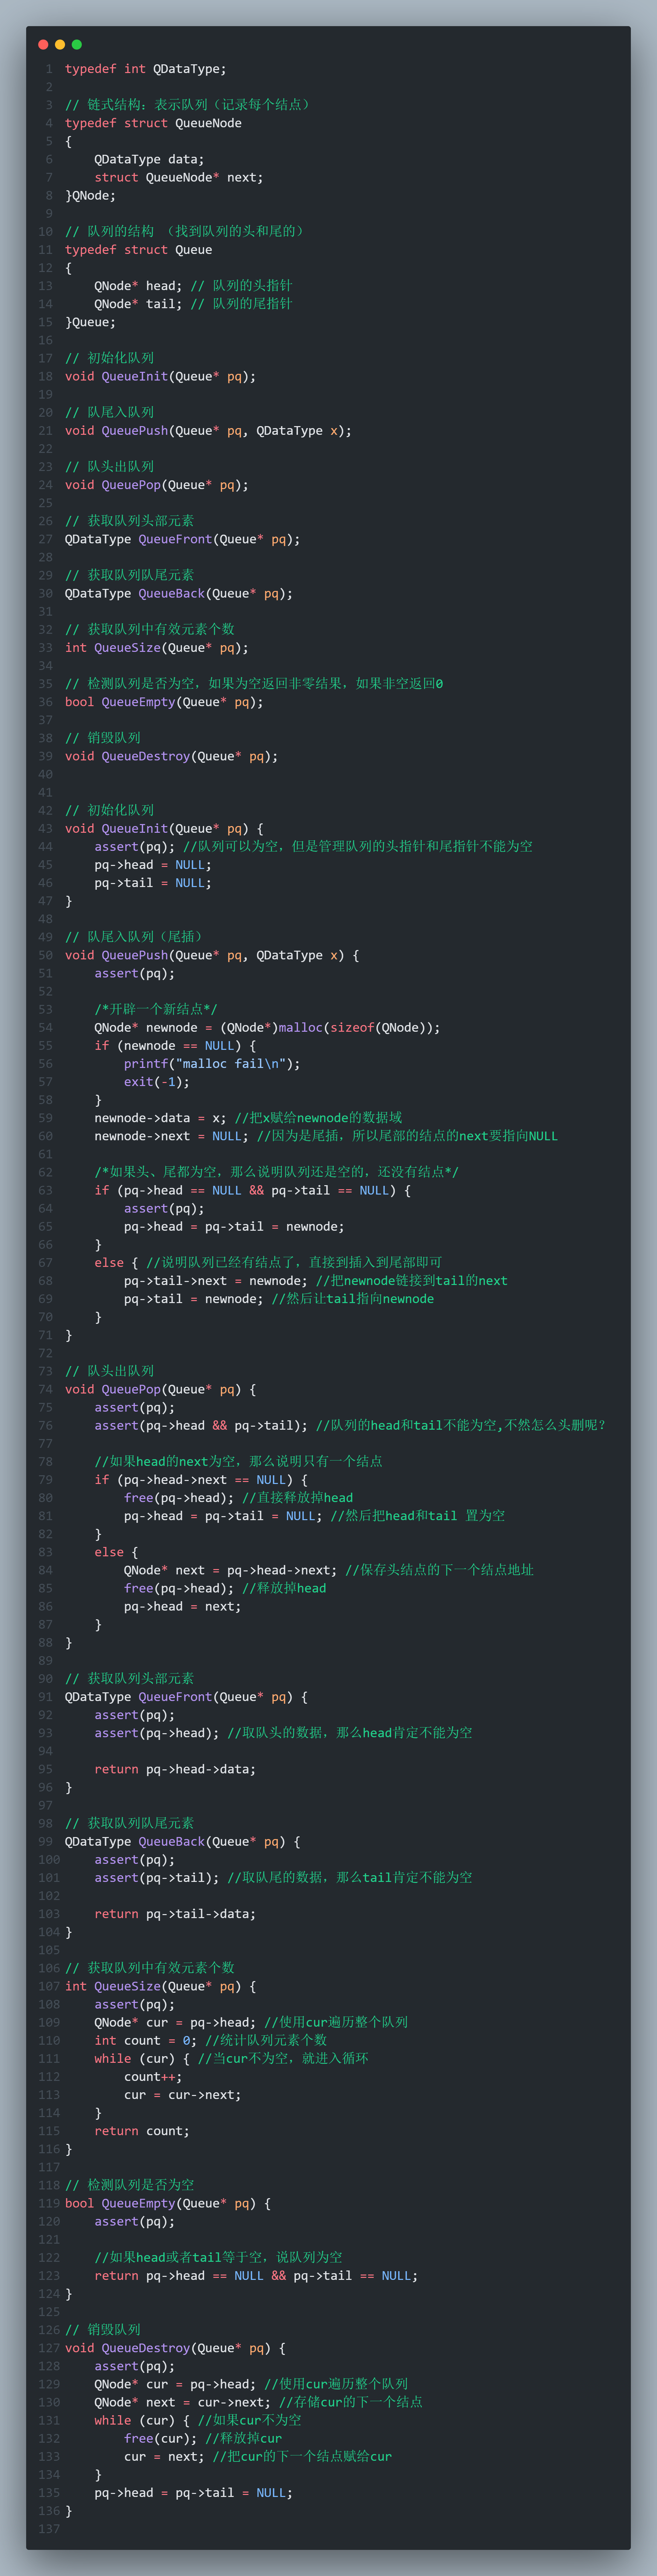 1 typedef int QDataType;
2
3 // 链式结构：表示队列（记录每个结点）
4 typedef struct QueueNode
5 {
6     QDataType data;
7     struct QueueNode* next;
8 }QNode;
9
10 // 队列的结构 （找到队列的头和尾的）
11 typedef struct Queue
12 {
13     QNode* head; // 队列的头指针
14     QNode* tail; // 队列的尾指针
15 }Queue;
16
17 // 初始化队列
18 void QueueInit(Queue* pq);
19
20 // 队尾入队列
21 void QueuePush(Queue* pq, QDataType x);
22
23 // 队头出队列
24 void QueuePop(Queue* pq);
25
26 // 获取队列头部元素
27 QDataType QueueFront(Queue* pq);
28
29 // 获取队列队尾元素
30 QDataType QueueBack(Queue* pq);
31
32 // 获取队列中有效元素个数
33 int QueueSize(Queue* pq);
34
35 // 检测队列是否为空，如果为空返回非零结果，如果非空返回0
36 bool QueueEmpty(Queue* pq);
37
38 // 销毁队列
39 void QueueDestroy(Queue* pq);
40
41
42 // 初始化队列
43 void QueueInit(Queue* pq) {
44     assert(pq); //队列可以为空，但是管理队列的头指针和尾指针不能为空
45     pq->head = NULL;
46     pq->tail = NULL;
47 }
48
49 // 队尾入队列（尾插）
50 void QueuePush(Queue* pq, QDataType x) {
51     assert(pq);
52
53     /*开辟一个新结点*/
54     QNode* newnode = (QNode*)malloc(sizeof(QNode));
55     if (newnode == NULL) {
56         printf("malloc fail\n");
57         exit(-1);
58     }
59     newnode->data = x; //把x赋给newnode的数据域
60     newnode->next = NULL; //因为是尾插，所以尾部的结点的next要指向NULL
61
62     /*如果头、尾都为空，那么说明队列还是空的，还没有结点*/
63     if (pq->head == NULL && pq->tail == NULL) {
64         assert(pq);
65         pq->head = pq->tail = newnode;
66     }
67     else { //说明队列已经有结点了，直接到插入到尾部即可
68         pq->tail->next = newnode; //把newnode链接到tail的next
69         pq->tail = newnode; //然后让tail指向newnode
70     }
71 }
72
73 // 队头出队列
74 void QueuePop(Queue* pq) {
75     assert(pq);
76     assert(pq->head && pq->tail); //队列的head和tail不能为空,不然怎么头删呢？
77
78     //如果head的next为空，那么说明只有一个结点
79     if (pq->head->next == NULL) {
80         free(pq->head); //直接释放掉head
81         pq->head = pq->tail = NULL; //然后把head和tail 置为空
82     }
83     else {
84         QNode* next = pq->head->next; //保存头结点的下一个结点地址
85         free(pq->head); //释放掉head
86         pq->head = next;
87     }
88 }
89
90 // 获取队列头部元素
91 QDataType QueueFront(Queue* pq) {
92     assert(pq);
93     assert(pq->head); //取队头的数据，那么head肯定不能为空
94
95     return pq->head->data;
96 }
97
98 // 获取队列队尾元素
99 QDataType QueueBack(Queue* pq) {
100     assert(pq);
101     assert(pq->tail); //取队尾的数据，那么tail肯定不能为空
102
103     return pq->tail->data;
104 }
105
106 // 获取队列中有效元素个数
107 int QueueSize(Queue* pq) {
108     assert(pq);
109     QNode* cur = pq->head; //使用cur遍历整个队列
110     int count = 0; //统计队列元素个数
111     while (cur) { //当cur不为空，就进入循环
112         count++;
113         cur = cur->next;
114     }
115     return count;
116 }
117
118 // 检测队列是否为空
119 bool QueueEmpty(Queue* pq) {
120     assert(pq);
121
122     //如果head或者tail等于空，说队列为空
123     return pq->head == NULL && pq->tail == NULL;
124 }
125
126 // 销毁队列
127 void QueueDestroy(Queue* pq) {
128     assert(pq);
129     QNode* cur = pq->head; //使用cur遍历整个队列
130     QNode* next = cur->next; //存储cur的下一个结点
131     while (cur) { //如果cur不为空
132         free(cur); //释放掉cur
133         cur = next; //把cur的下一个结点赋给cur
134     }
135     pq->head = pq->tail = NULL;
136 }
137